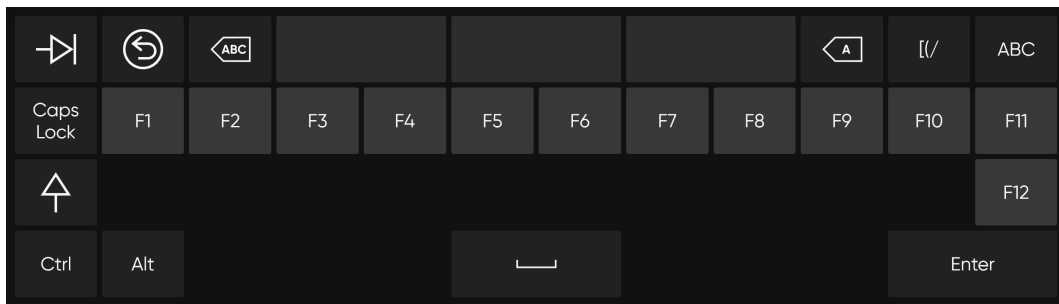 ABC A [(/ ABC
Caps
Lock F1 F2 F3 F4 F5 F6 F7 F8 F9 F10 F11
F12
Ctrl Alt Enter